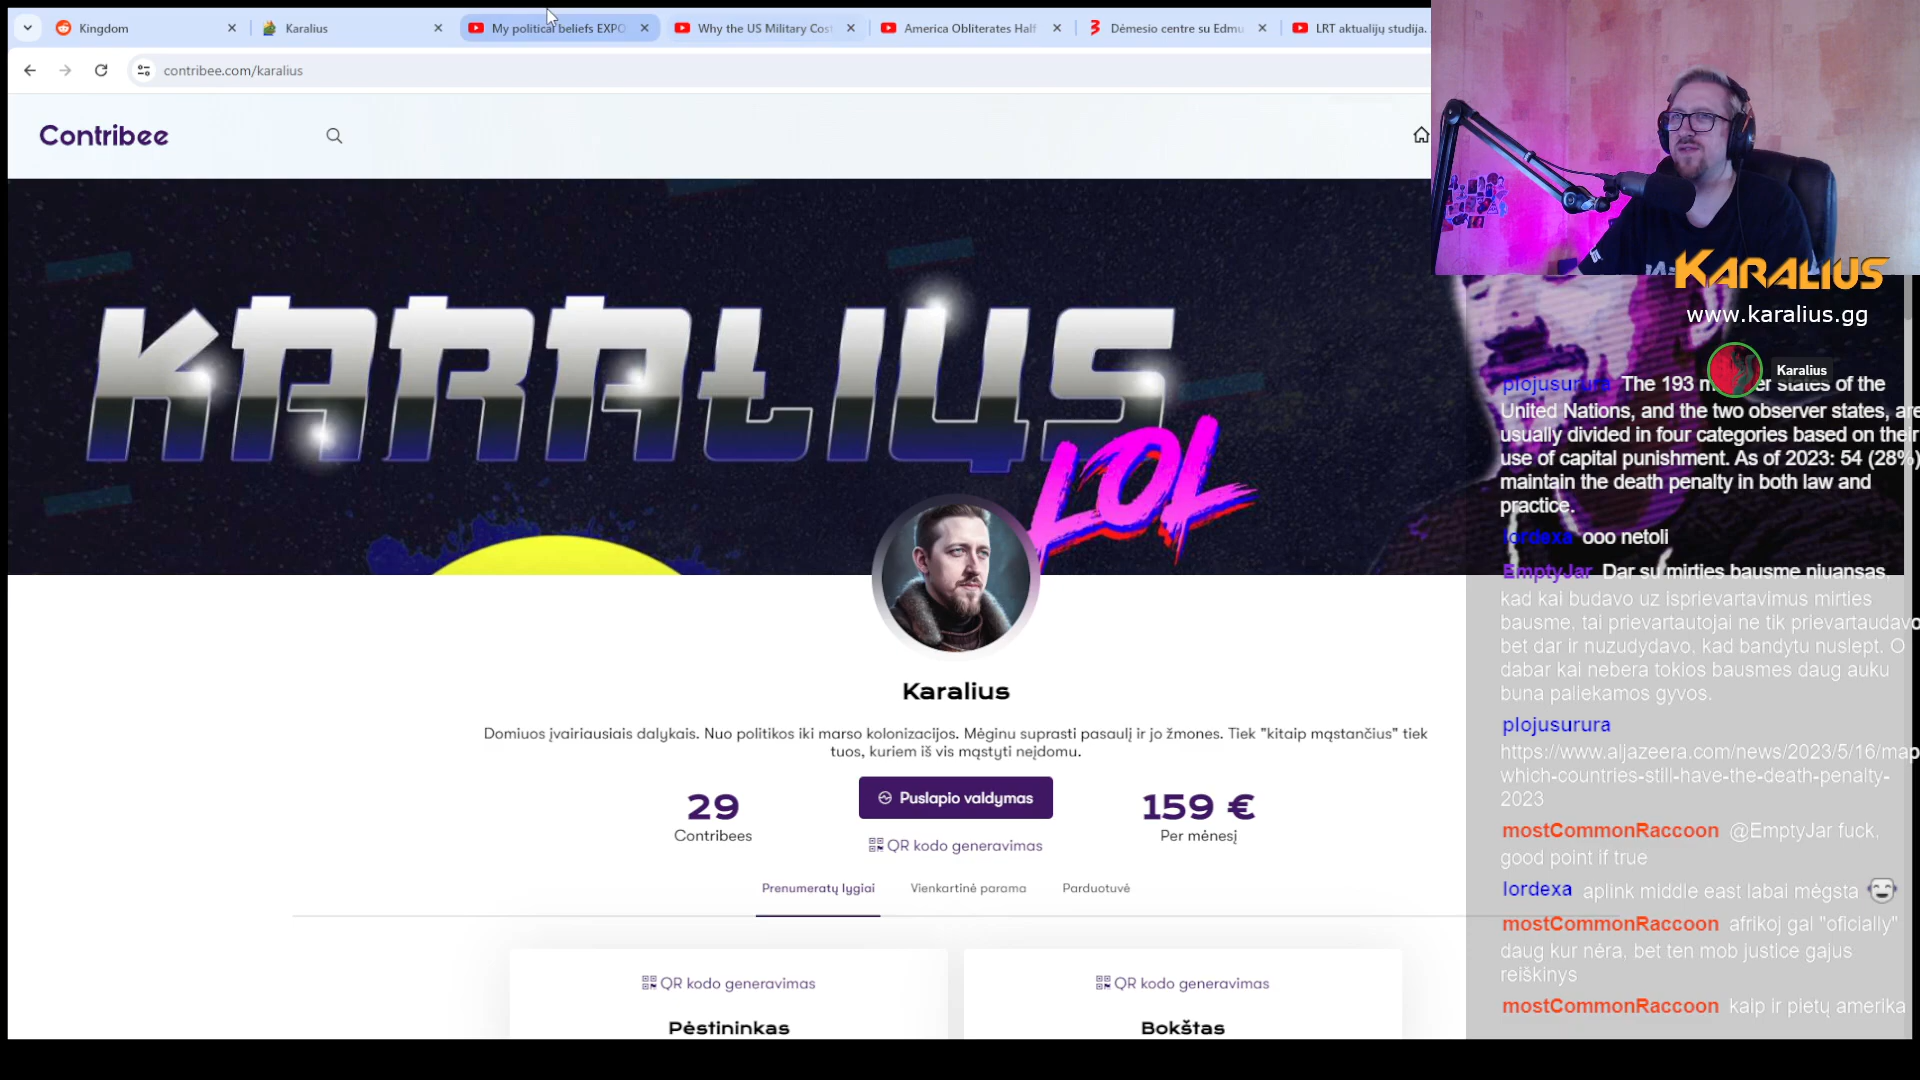 Kingdom
Karalius
My political beliefs EXPO
Why the US Military Cost
America Obliterates Half
Dėmesio centre su Edmu
LRT aktualijų studija.
contribee.com/karalius
Contribee
KARALIUS
LOL
Karalius
Domiuos įvairiausiais dalykais. Nuo politikos iki marso kolonizacijos. Mėginu suprasti pasaulį ir jo žmones. Tiek "kitaip mąstančius" tiek
tuos, kuriem iš vis mąstyti neįdomu.
29
Contribees
Puslapio valdymas
QR kodo generavimas
159 €
Per mėnesį
Prenumeratų lygiai
Vienkartinė parama
Parduotuvė
QR kodo generavimas
Pėstininkas
QR kodo generavimas
Bokštas
KARALIUS
www.karalius.gg
Karalius
plojusurura The 193 states of the
United Nations, and the two observer states, are
usually divided in four categories based on their
use of capital punishment. As of 2023: 54 (28%)
maintain the death penalty in both law and
practice.
lordexa ooo netoli
EmptyJar Dar su mirties bausme niuansas,
kad kai budavo uz isprievartavimus mirties
bausme, tai prievartautojai ne tik prievartaudavo
bet dar ir nuzudydavo, kad bandytu nuslept. O
dabar kai nebera tokios bausmes daug auku
buna paliekamos gyvos.
plojusurura
https://www.aljazeera.com/news/2023/5/16/map
which-countries-still-have-the-death-penalty-
2023
mostCommonRaccoon @EmptyJar fuck,
good point if true
lordexa aplink middle east labai mėgsta
mostCommonRaccoon afrikoj gal "oficially"
daug kur nėra, bet ten mob justice gajus
reiškinys
mostCommonRaccoon kaip ir pietų amerika